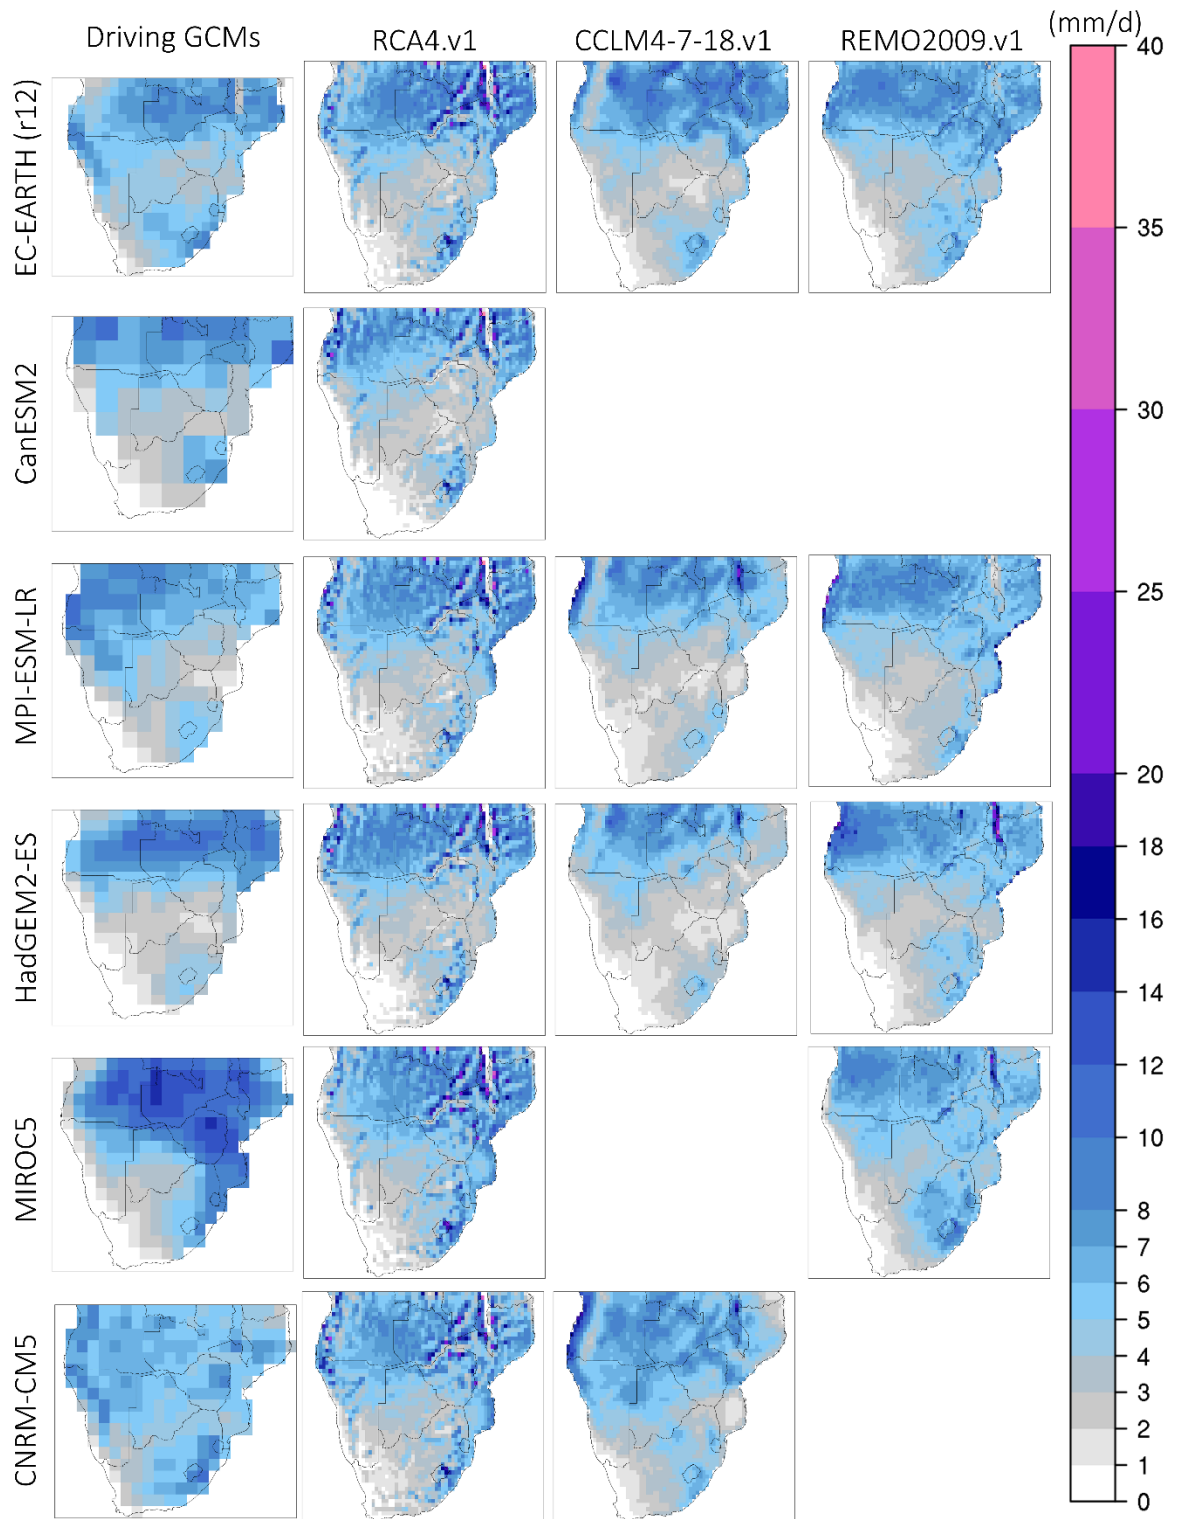 (mm/d)
Driving GCMs RCA4.v1 CCLM4-7-18.v1 REMO2009.v1
EC-EARTH (r12)
CanESM2
MPI-ESM-LR
HadGEM2-ES
MIROC5
CNRM-CM5
40
35
30
25
20
18
16
14
12
10
8
7
6
5
4
3
2
1
0